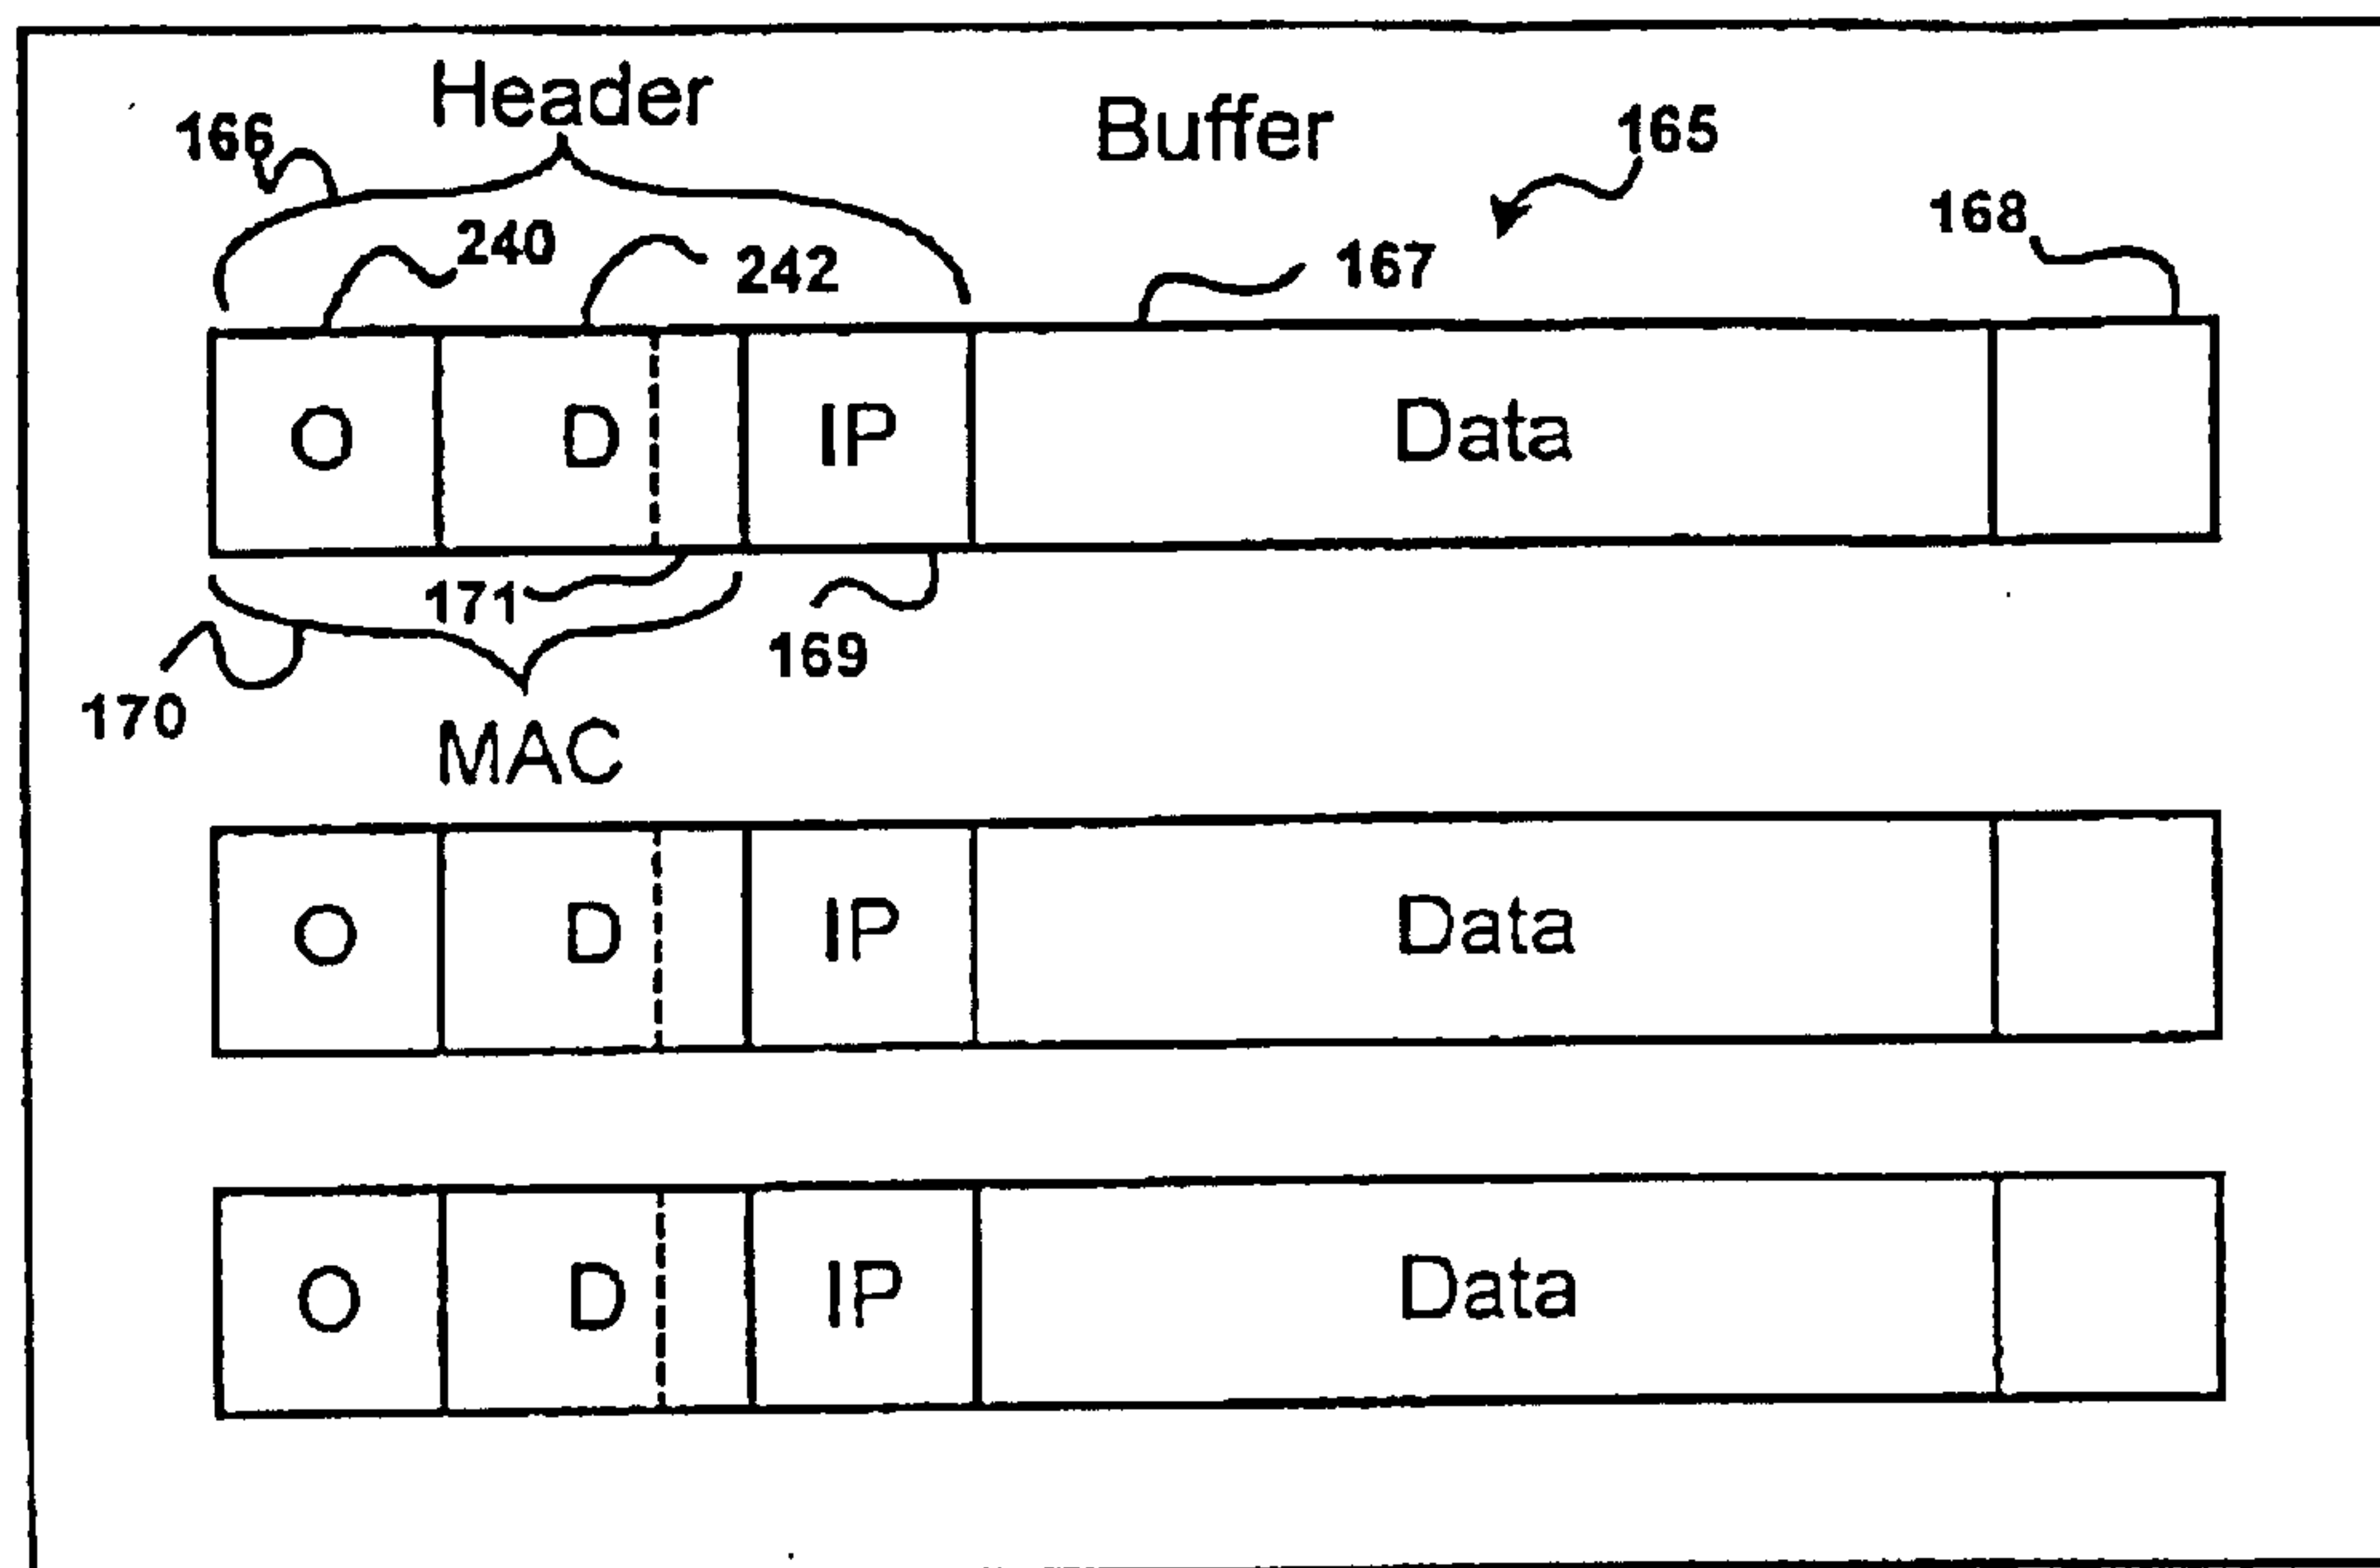 Header
Buffer
166
165
240
242
167
168
O D IP Data
171
169
170
MAC
O D IP Data
O D IP Data